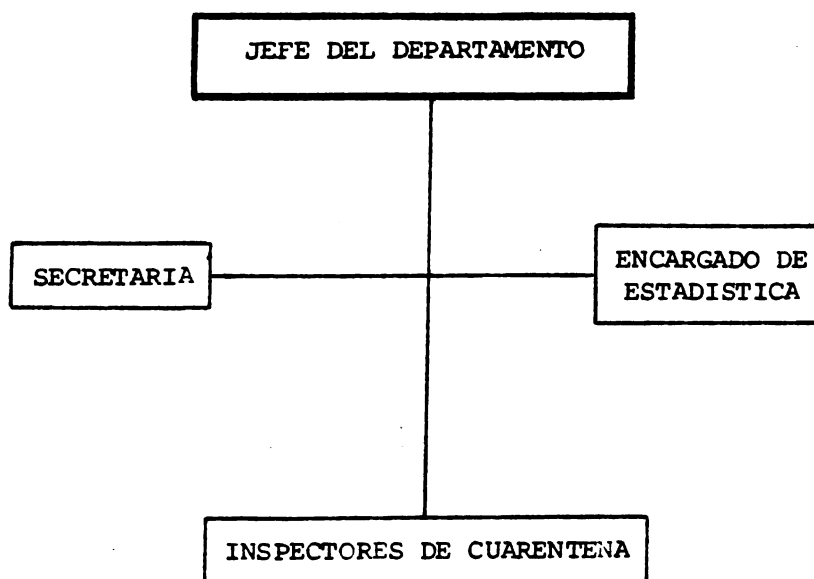 JEFE DEL DEPARTAMENTO
SECRETARIA
ENCARGADO DE
ESTADISTICA
INSPECTORES DE CUARENTENA